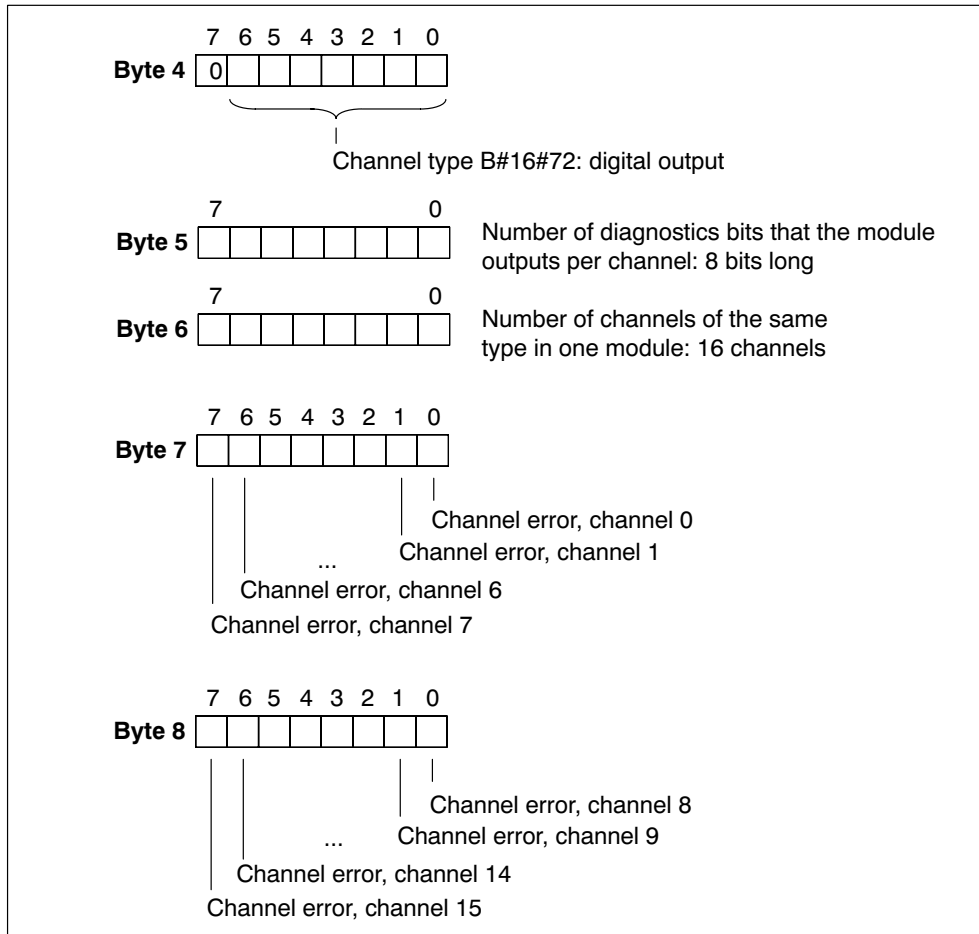 7 6 5 4 3 2 1 0
Byte 4 0
Channel type B#16#72: digital output
7 0
Byte 5
Number of diagnostics bits that the module
outputs per channel: 8 bits long
7 0
Byte 6
Number of channels of the same
type in one module: 16 channels
7 6 5 4 3 2 1 0
Byte 7
Channel error, channel 0
Channel error, channel 1
...
Channel error, channel 6
Channel error, channel 7
7 6 5 4 3 2 1 0
Byte 8
Channel error, channel 8
Channel error, channel 9
...
Channel error, channel 14
Channel error, channel 15